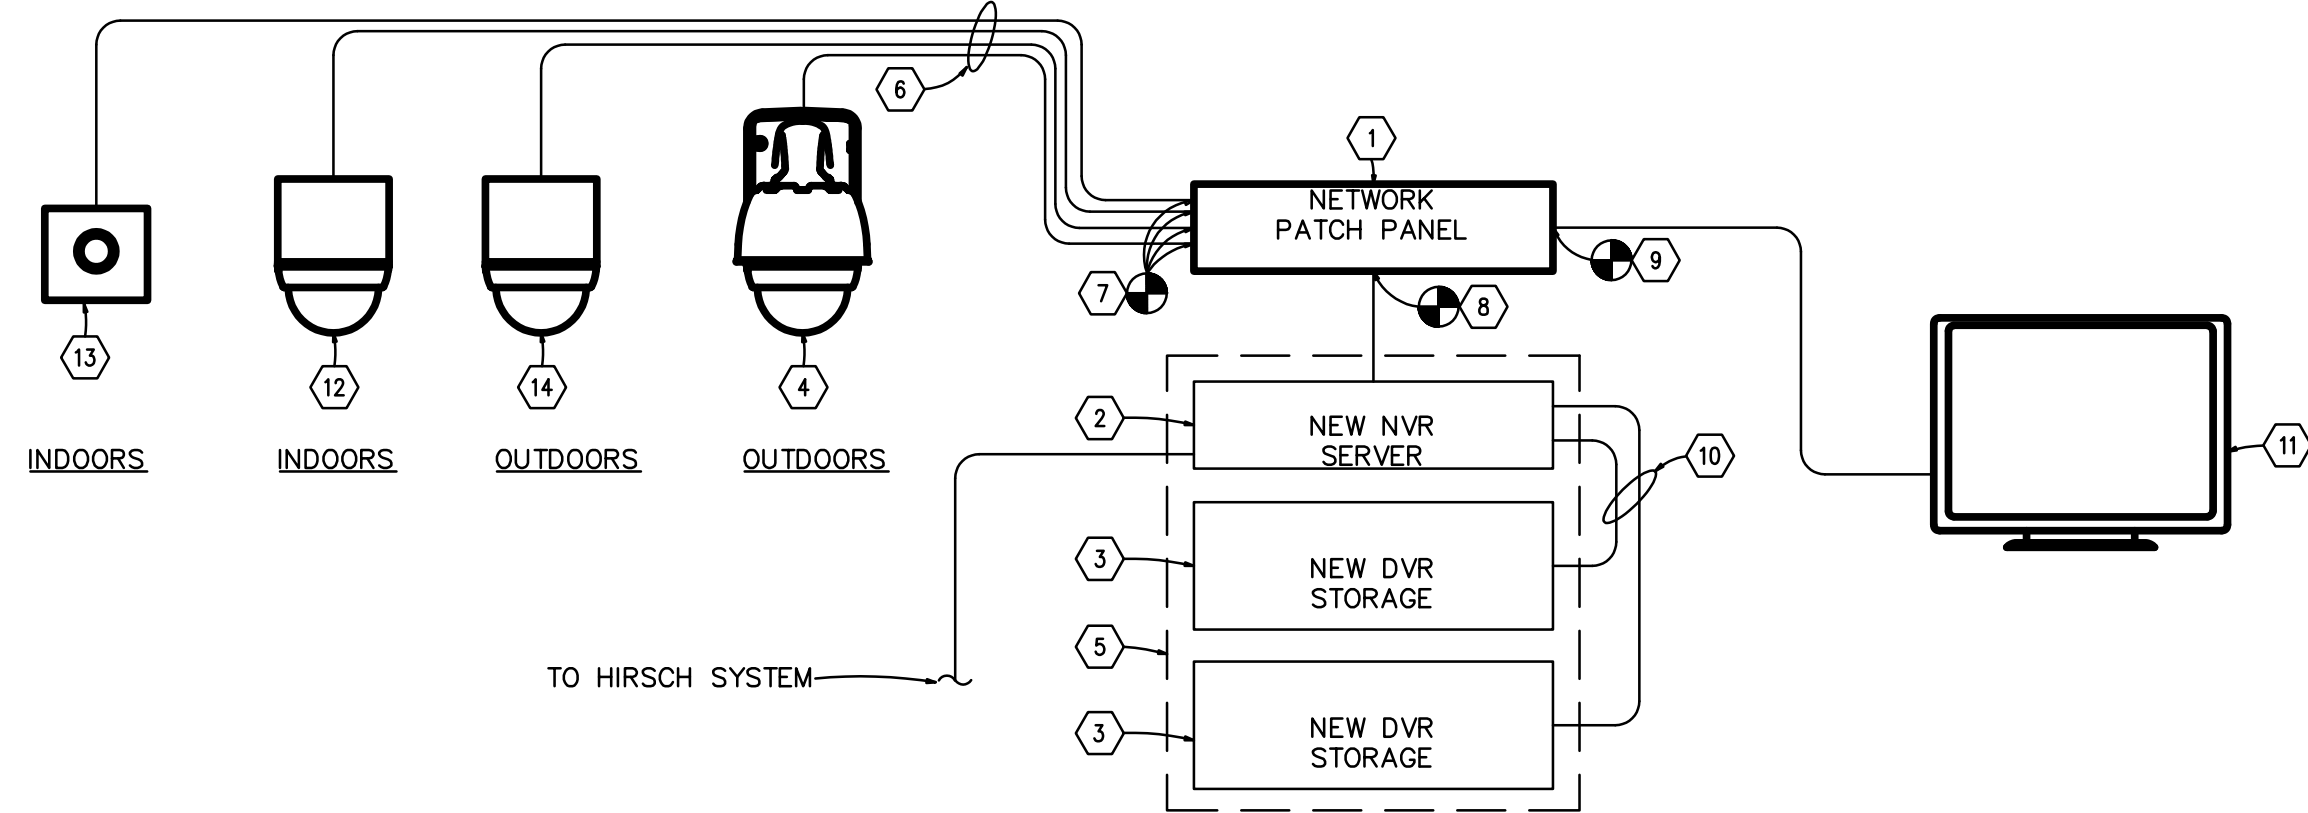 6
1
NETWORK
PATCH PANEL
9
7
8
13
12
14
4
2
NEW NVR
SERVER
11
INDOORS
INDOORS
OUTDOORS
OUTDOORS
10
3
NEW DVR
STORAGE
5
TO HIRSCH SYSTEM
3
NEW DVR
STORAGE